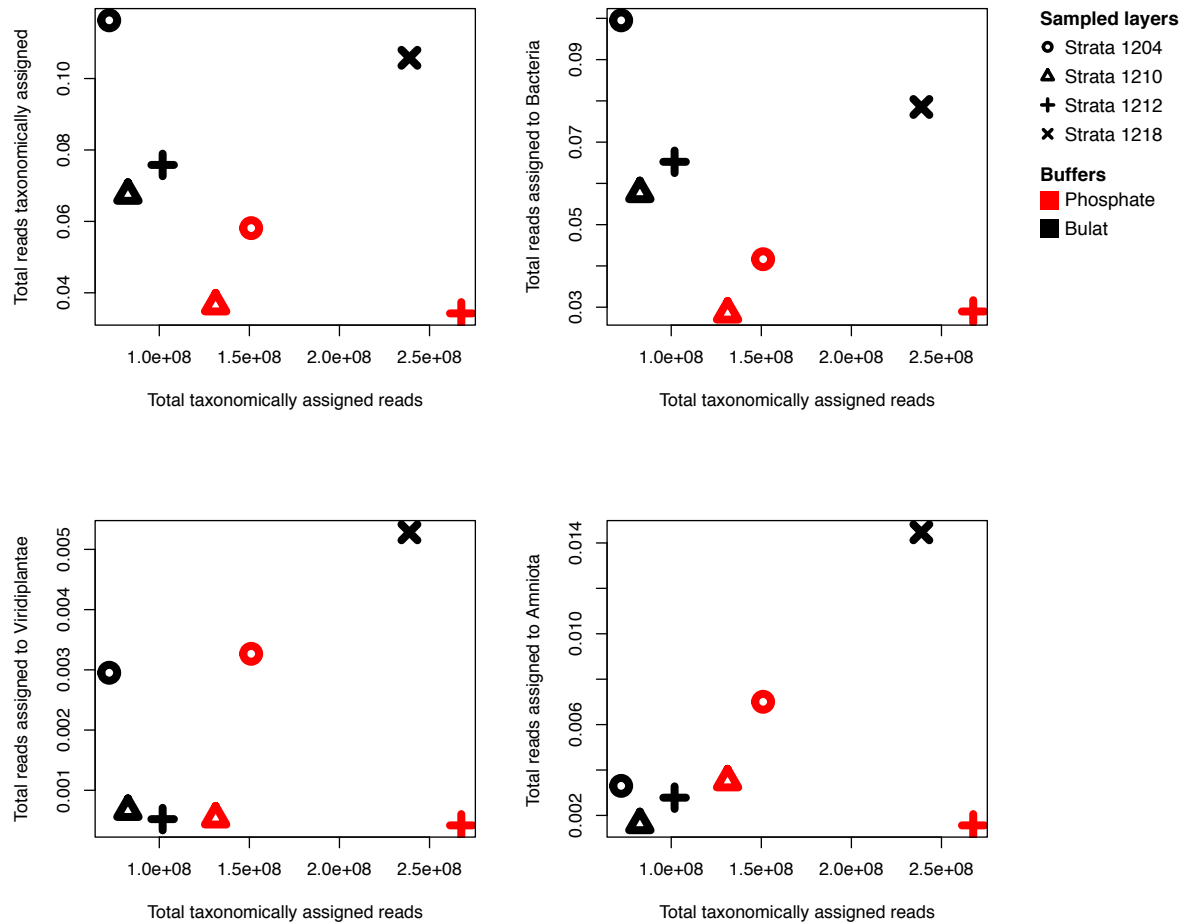 Total reads taxonomically assigned
0.10
0.08
0.06
0.04
1.0e+08 1.5e+08 2.0e+08 2.5e+08
Total taxonomically assigned reads
Total reads assigned to Bacteria
0.09
0.07
0.05
0.03
1.0e+08 1.5e+08 2.0e+08 2.5e+08
Total taxonomically assigned reads
Sampled layers
Strata 1204
Strata 1210
Strata 1212
Strata 1218
Buffers
Phosphate
Bulat
Total reads assigned to Viridiplantae
0.005
0.004
0.003
0.002
0.001
1.0e+08 1.5e+08 2.0e+08 2.5e+08
Total taxonomically assigned reads
Total reads assigned to Amniota
0.014
0.010
0.006
0.002
1.0e+08 1.5e+08 2.0e+08 2.5e+08
Total taxonomically assigned reads